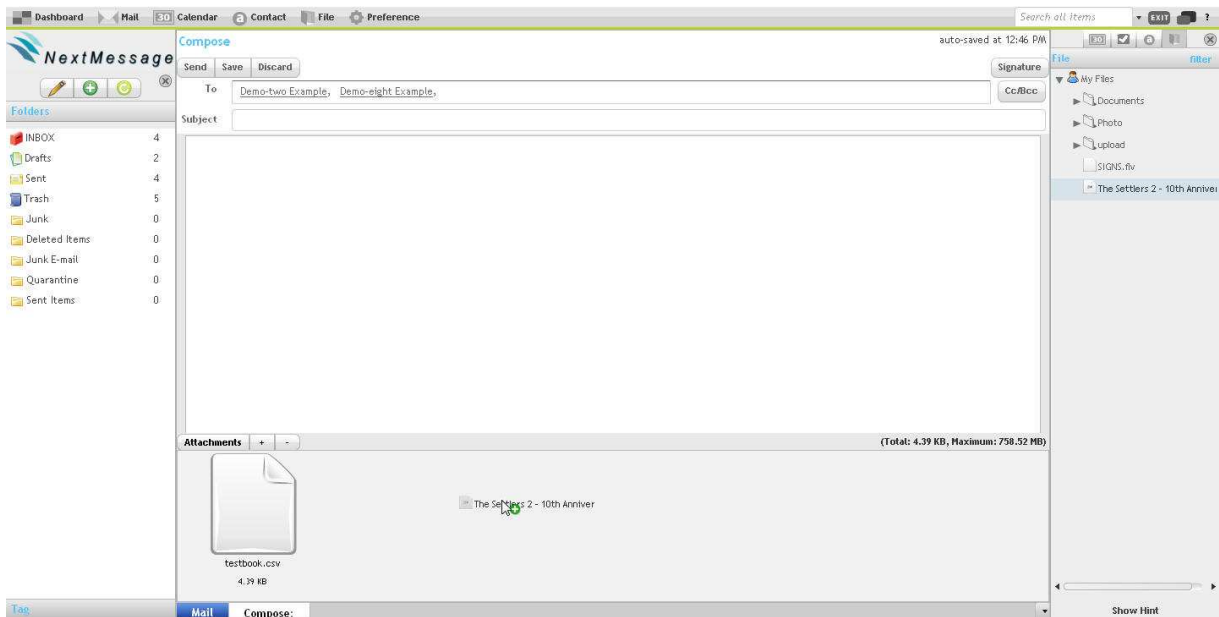 Dashboard Mail 30 Calendar Contact File Preference Search all items EXIT ?
NextMessage
Folders
INBOX 4
Drafts 2
Sent 4
Trash 5
Junk 0
Deleted Items 0
Junk E-mail 0
Quarantine 0
Sent Items 0
Tag
Compose auto-saved at 12:46 PM
Send Save Discard Signature
To Demo-two Example, Demo-eight Example, Cc/Bcc
Subject
Attachments + - (Total: 4.39 KB, Maximum: 758.52 MB)
The Settlers 2 - 10th Anniver
testbook.csv
4.39 KB
Mail Compose:
30
File filter
My Files
Documents
Photo
upload
SIGNS.flv
The Settlers 2 - 10th Anniver
Show Hint